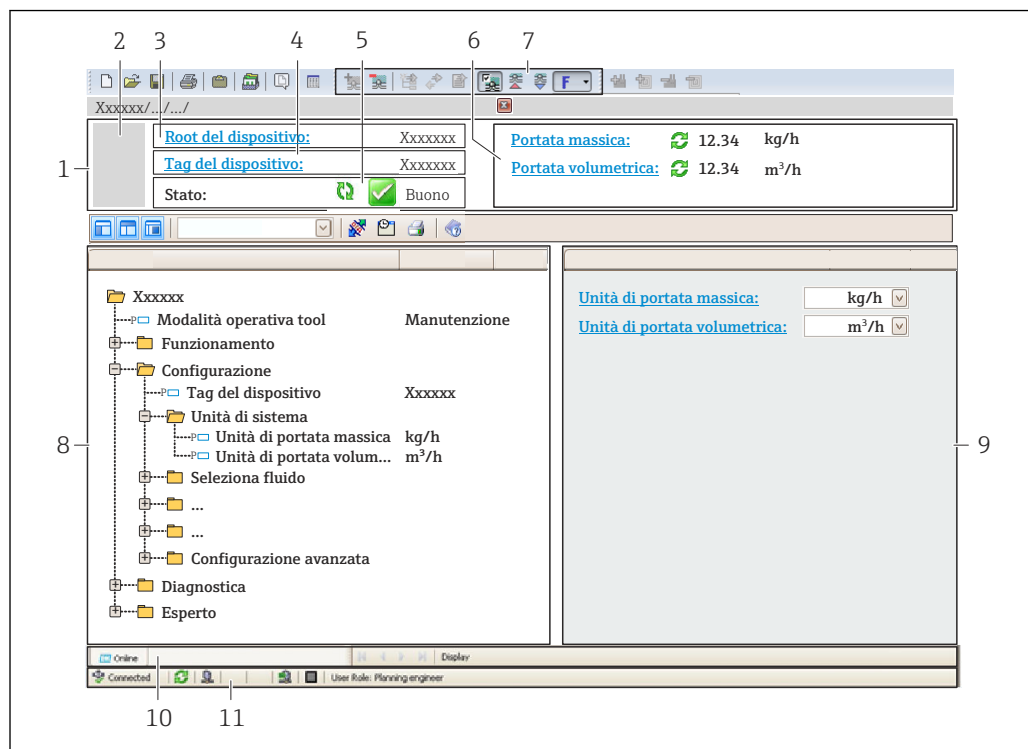 2 3 4 5 6 7
F
Xxxxxx/.../.../
1
Root del dispositivo: Xxxxxxx
Tag del dispositivo: Xxxxxxx
Stato: Buono
Portata massica: 12.34 kg/h
Portata volumetrica: 12.34 m³/h
Xxxxxx
P Modalità operativa tool Manutenzione
Funzionamento
Configurazione
P Tag del dispositivo Xxxxxx
Unità di sistema
P Unità di portata massica kg/h
P Unità di portata volum... m³/h
Seleziona fluido
...
...
Configurazione avanzata
Diagnostica
Esperto
8
Unità di portata massica: kg/h
Unità di portata volumetrica: m³/h
9
Online Display
Connected User Role: Planning engineer
10 11